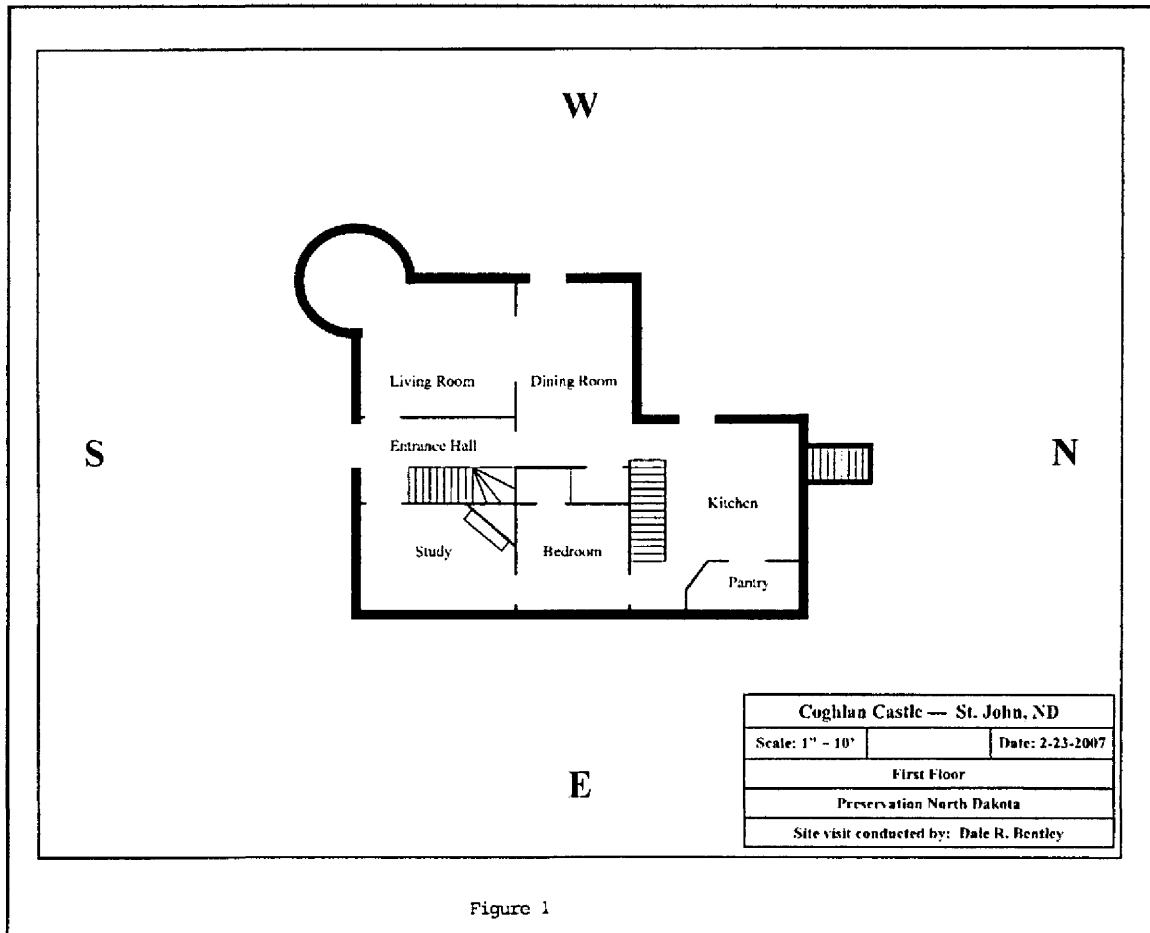 W
Living Room
Dining Room
Entrance Hall
S
N
Kitchen
Study
Bedroom
Pantry
E
Coghlan Castle — St. John, ND
Scale: 1" - 10'
Date: 2-23-2007
First Floor
Preservation North Dakota
Site visit conducted by: Dale R. Bentley
Figure 1